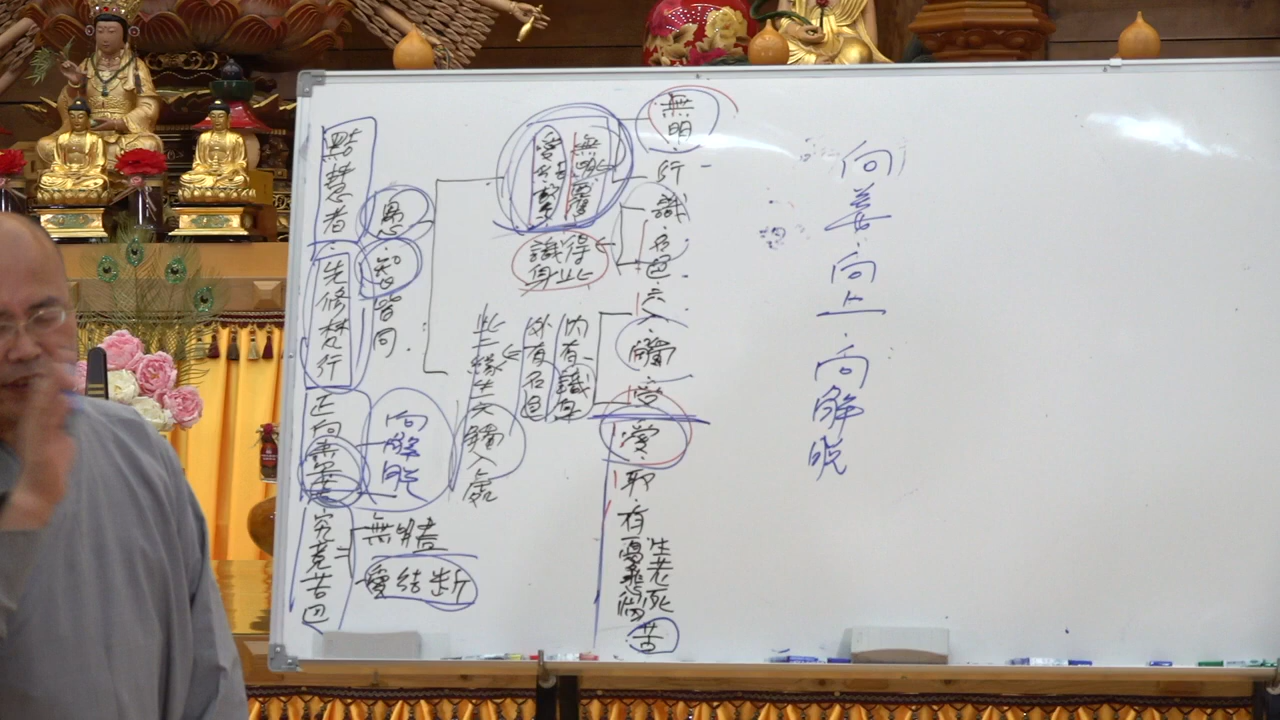 向善向上．向解脫
無明
行
識
名色
六入
觸
受
愛
取
有
生老死
憂悲惱苦
無明覆
愛結繫
識得身止
內有識身
外有名色
此二緣生六觸入處
愚．智皆同．
向解脫
無明
愛結斷
黠慧者．先修梵行
正向盡
究竟苦邊